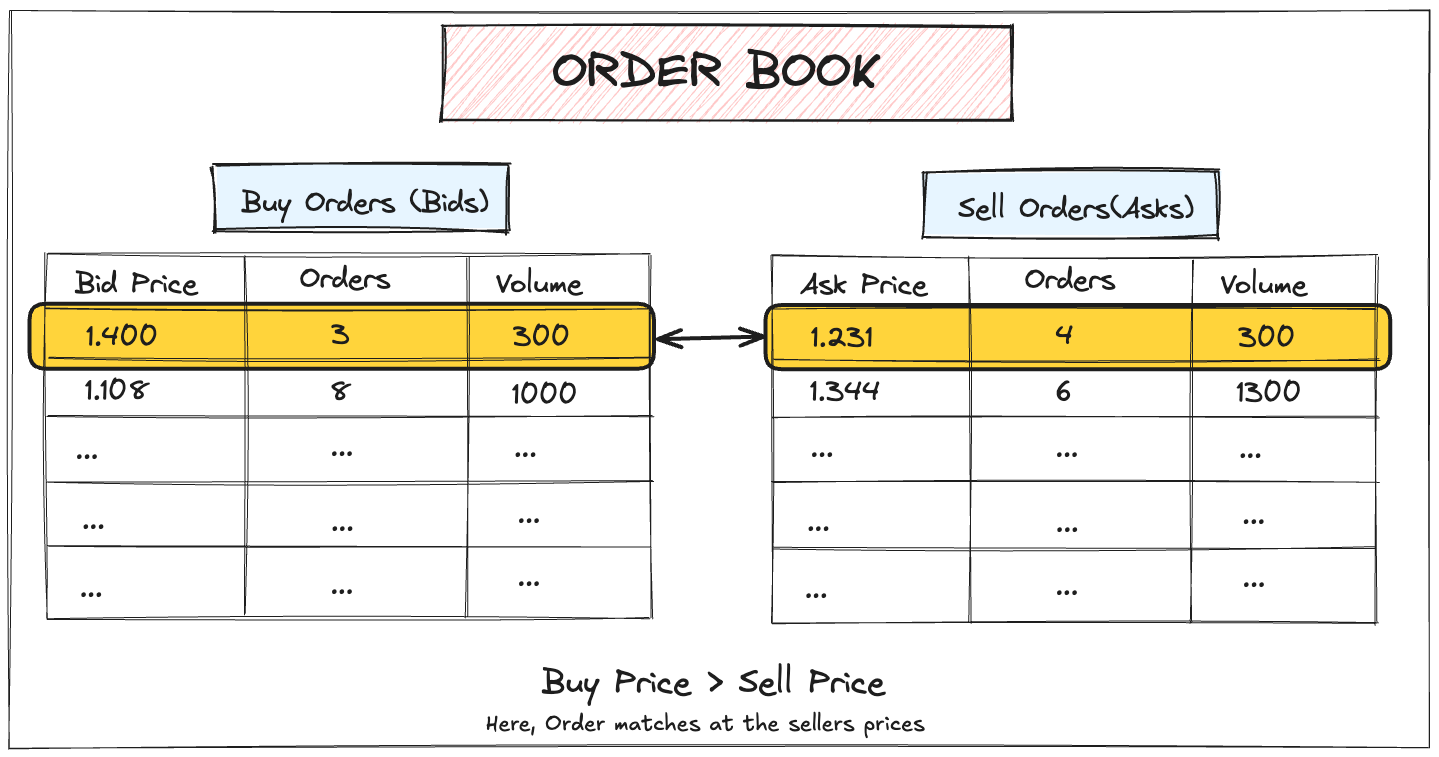 ORDER BOOK
Buy Orders (Bids)
Sell Orders(Asks)
Bid Price Orders Volume
1.400 3 300
1.108 8 1000
... ... ...
... ... ...
... ... ...
Ask Price Orders Volume
1.231 4 300
1.344 6 1300
... ... ...
... ... ...
... ... ...
Buy Price > Sell Price
Here, Order matches at the sellers prices